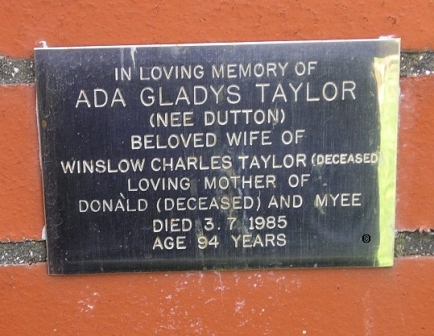 IN LOVING MEMORY OF
ADA GLADYS TAYLOR
(NEE DUTTON)
BELOVED WIFE OF
WINSLOW CHARLES TAYLOR (DECEASED)
LOVING MOTHER OF
DONALD (DECEASED) AND MYEE
DIED 3.7.1985
AGE 94 YEARS